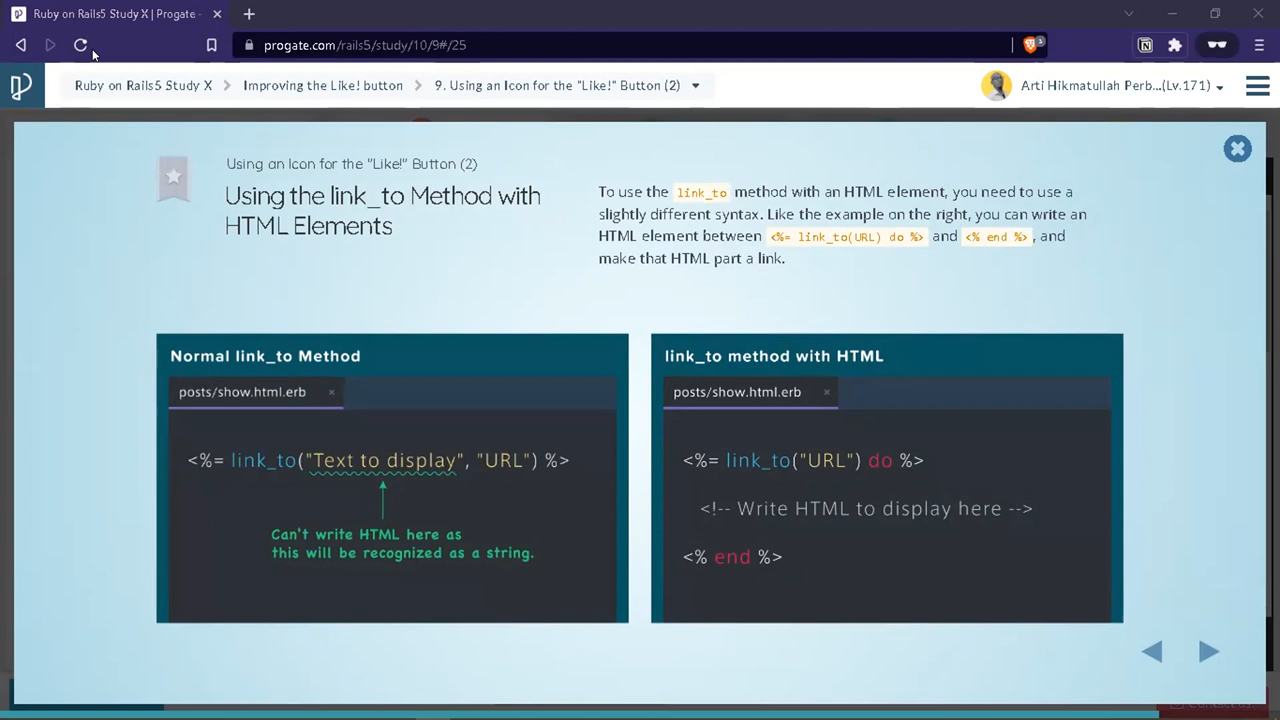 Ruby on Rails5 Study X | Progate -
progate.com/rails5/study/10/9#/25
Ruby on Rails5 Study X
Improving the Like! button
9. Using an Icon for the "Like!" Button (2)
Arti Hikmatullah Perb...(Lv.171)
Using an Icon for the "Like!" Button (2)
Using the link_to Method with
HTML Elements
To use the link_to method with an HTML element, you need to use a
slightly different syntax. Like the example on the right, you can write an
HTML element between <%= link_to(URL) do %> and <% end %>, and
make that HTML part a link.
Normal link_to Method
posts/show.html.erb ×
<%= link_to("Text to display", "URL") %>
Can't write HTML here as
this will be recognized as a string.
link_to method with HTML
posts/show.html.erb ×
<%= link_to("URL") do %>
<!-- Write HTML to display here -->
<% end %>
Contact us!